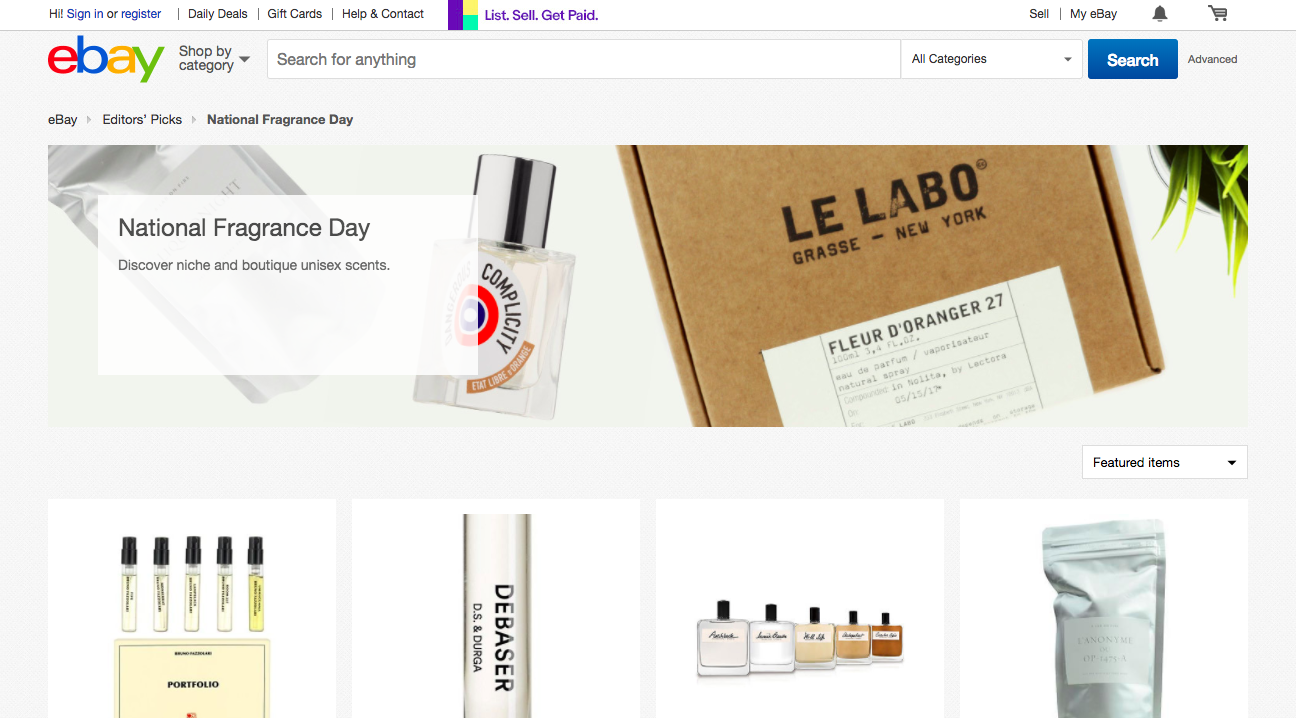 Hi! Sign in or register
Daily Deals
Gift Cards
Help & Contact
List. Sell. Get Paid.
Sell
My eBay
ebay
Shop by
category
Search for anything
All Categories
Search
Advanced
eBay
Editors' Picks
National Fragrance Day
National Fragrance Day
Discover niche and boutique unisex scents.
COMPLICITY
ETAT LIBRE D'ORANGE
LE LABO
GRASSE – NEW YORK
FLEUR D'ORANGER 27
100ml 3,4 FL.OZ.
eau de parfum / vaporisateur
natural spray
Compounded: in Nolita, by Lectora
On: 05/15/17
Featured items
BRUNO FAZZOLARI
PORTFOLIO
DEBASER
D.S. & DURGA
L'ANONYME
OP-1475-A